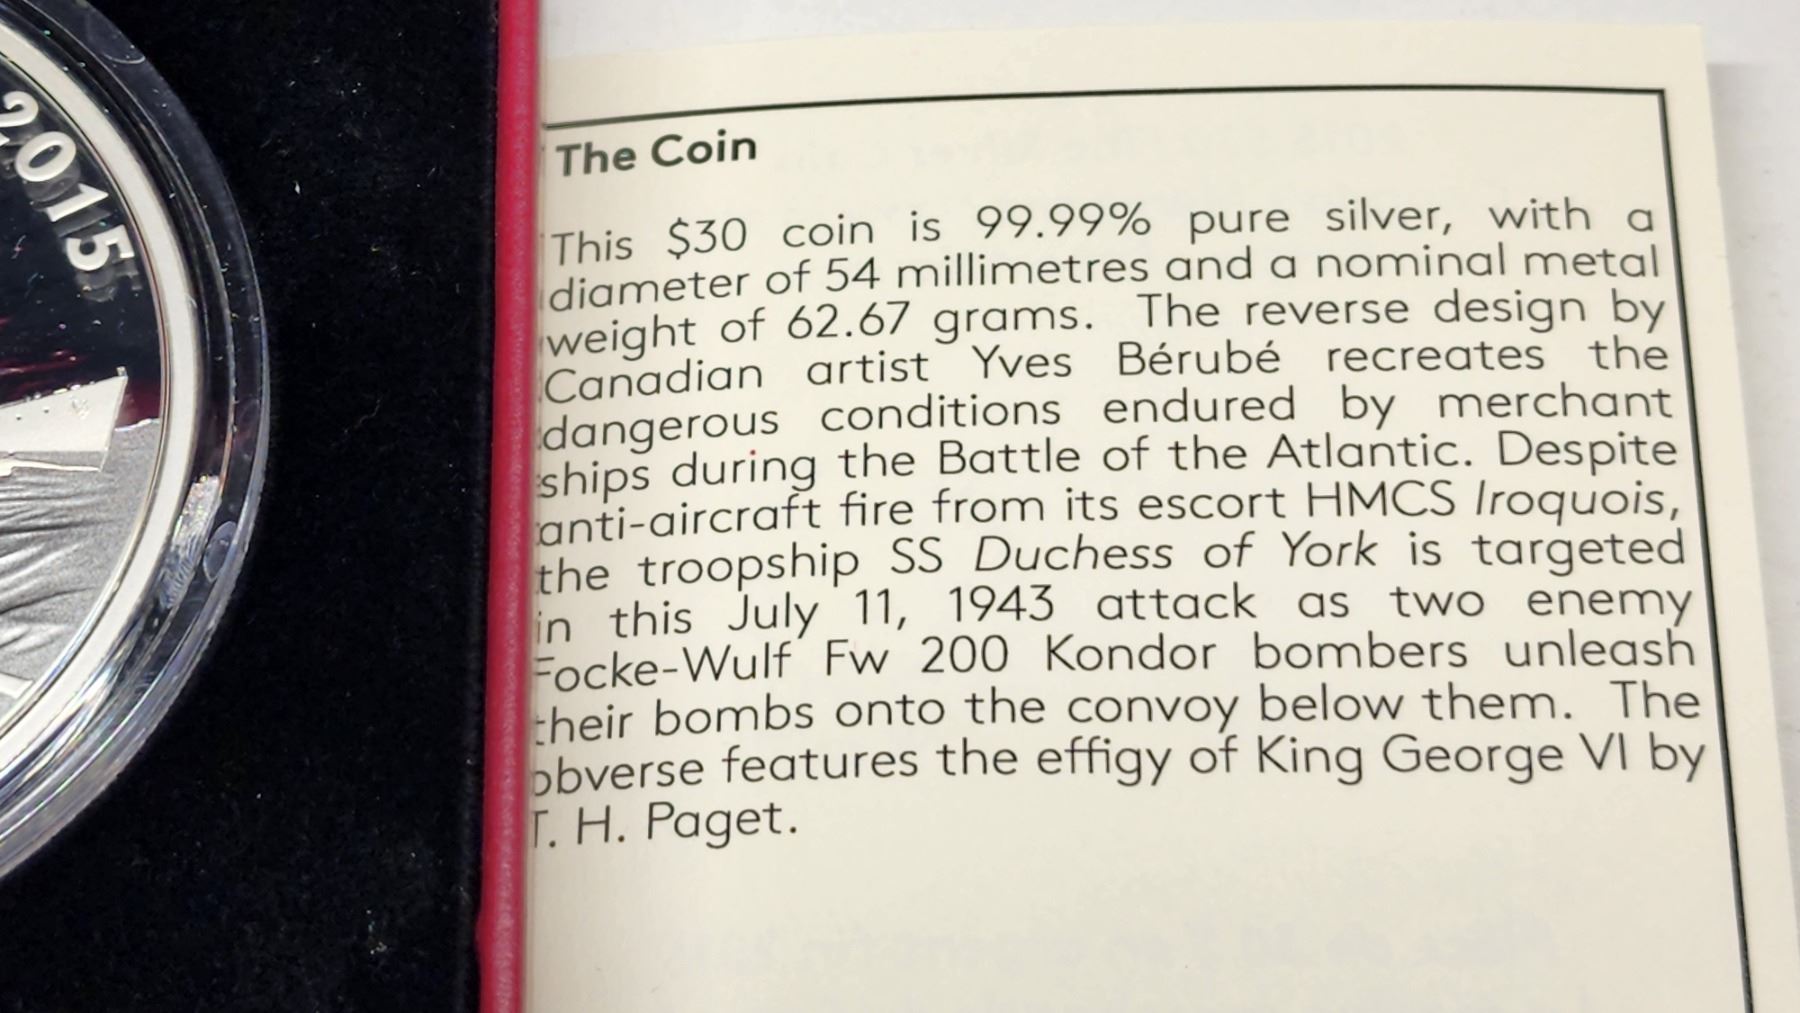 2015
The Coin
This $30 coin is 99.99% pure silver, with a
diameter of 54 millimetres and a nominal metal
weight of 62.67 grams. The reverse design by
Canadian artist Yves Bérubé recreates the
dangerous conditions endured by merchant
ships during the Battle of the Atlantic. Despite
anti-aircraft fire from its escort HMCS Iroquois,
the troopship SS Duchess of York is targeted
in this July 11, 1943 attack as two enemy
Focke-Wulf Fw 200 Kondor bombers unleash
their bombs onto the convoy below them. The
obverse features the effigy of King George VI by
T. H. Paget.